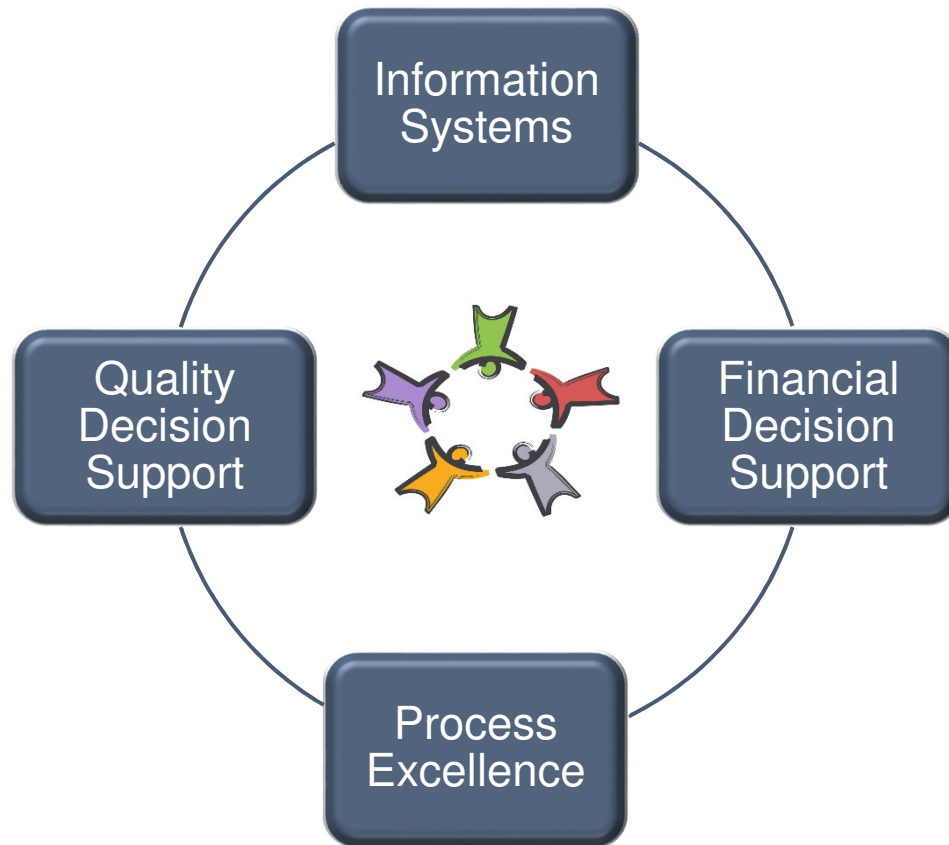 Information
Systems
Quality
Decision
Support
Financial
Decision
Support
Process
Excellence